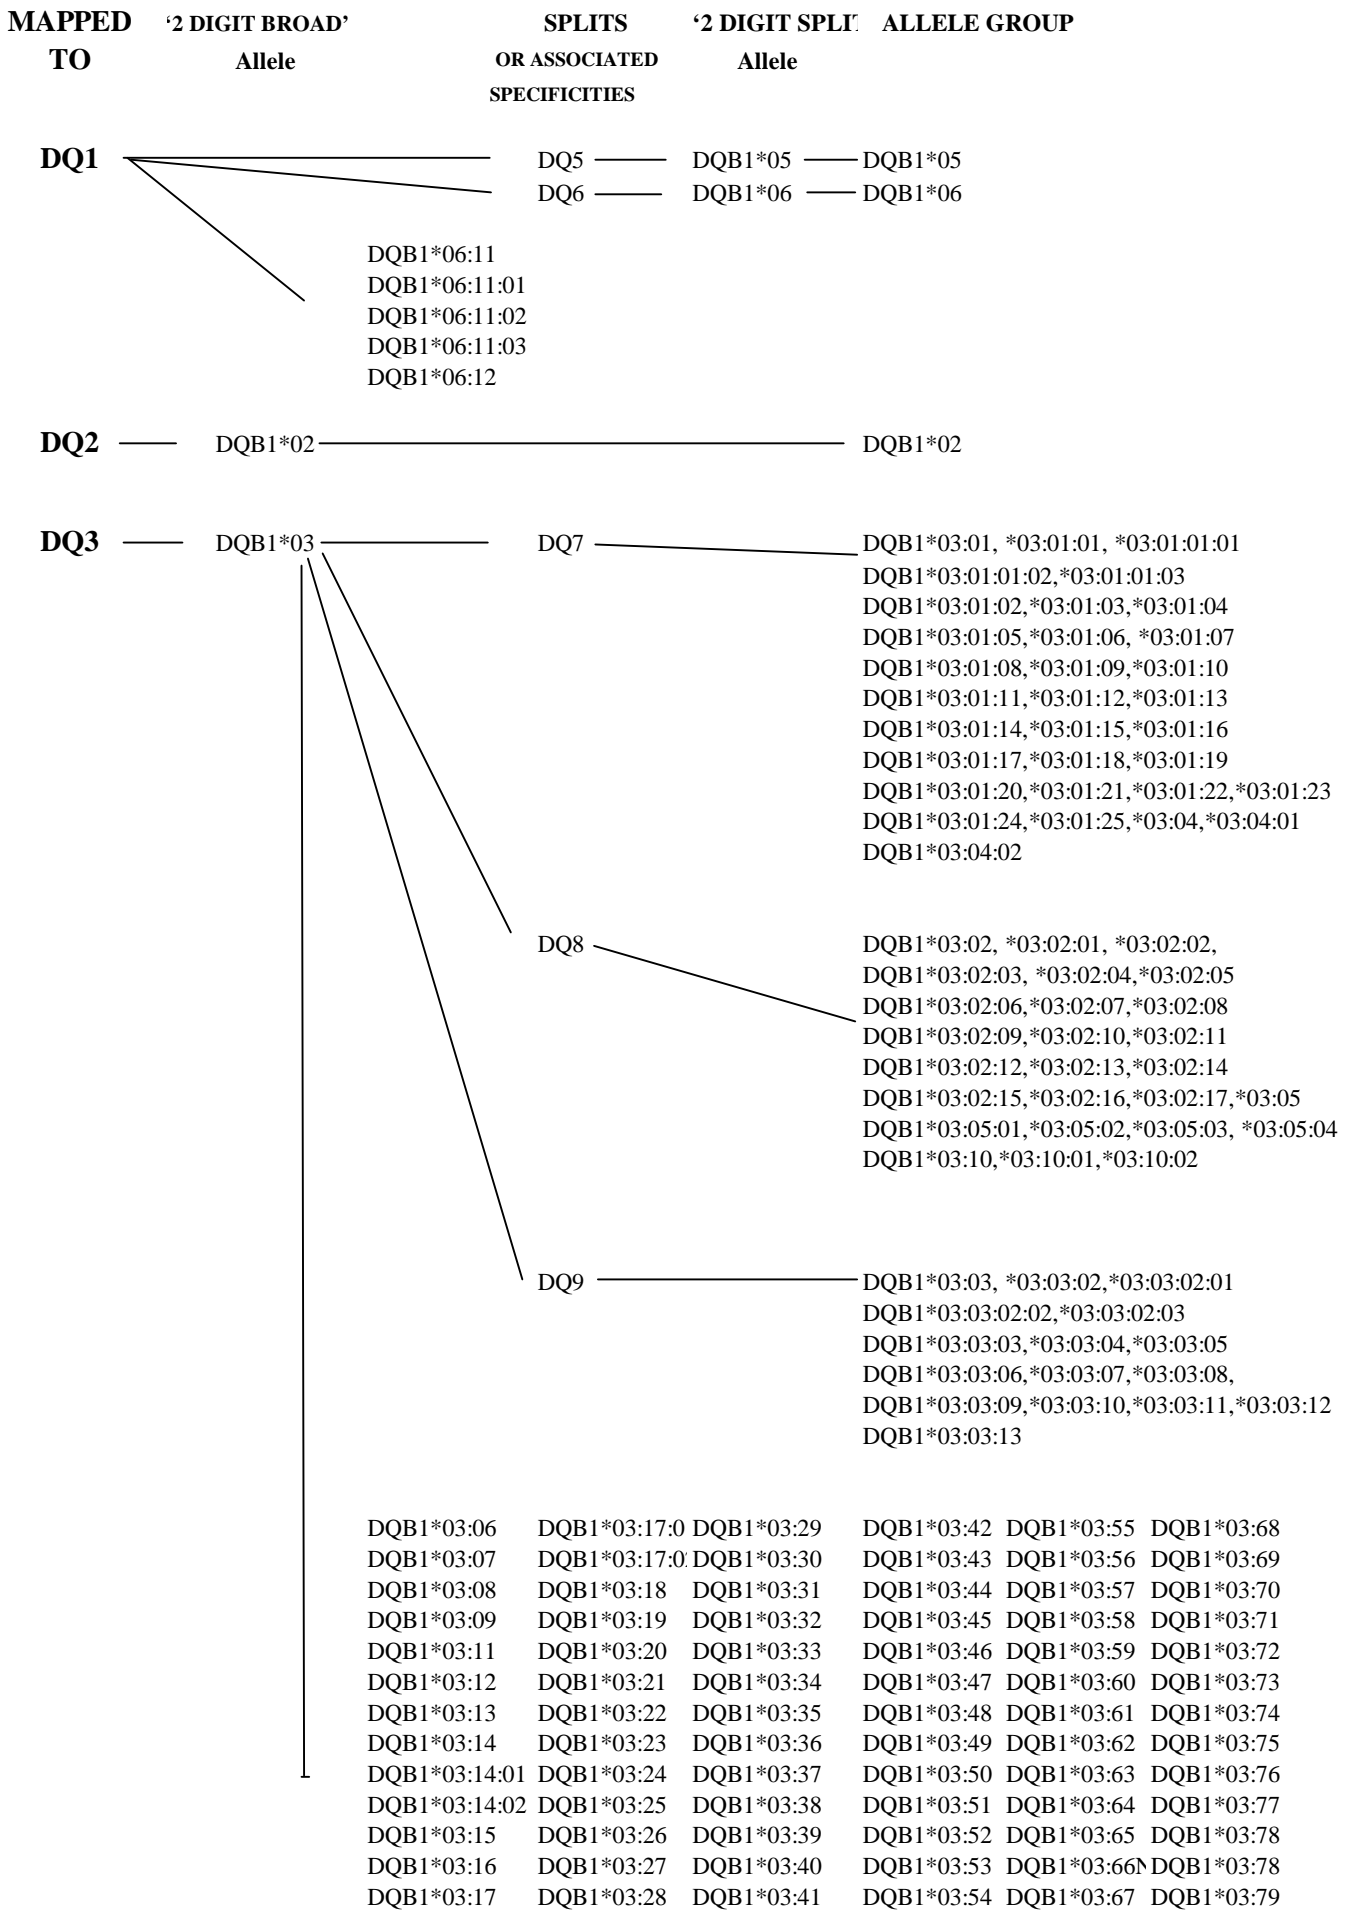 MAPPED ‘2 DIGIT BROAD’ SPLITS ‘2 DIGIT SPLIT ALLELE GROUP
TO Allele OR ASSOCIATED Allele
SPECIFICITIES
DQ1 DQ5 DQB1*05 DQB1*05
DQ6 DQB1*06 DQB1*06
DQB1*06:11
DQB1*06:11:01
DQB1*06:11:02
DQB1*06:11:03
DQB1*06:12
DQ2 DQB1*02 DQB1*02
DQ3 DQB1*03 DQ7 DQB1*03:01, *03:01:01, *03:01:01:01
DQB1*03:01:01:02,*03:01:01:03
DQB1*03:01:02,*03:01:03,*03:01:04
DQB1*03:01:05,*03:01:06, *03:01:07
DQB1*03:01:08,*03:01:09,*03:01:10
DQB1*03:01:11,*03:01:12,*03:01:13
DQB1*03:01:14,*03:01:15,*03:01:16
DQB1*03:01:17,*03:01:18,*03:01:19
DQB1*03:01:20,*03:01:21,*03:01:22,*03:01:23
DQB1*03:01:24,*03:01:25,*03:04,*03:04:01
DQB1*03:04:02
DQ8 DQB1*03:02, *03:02:01, *03:02:02,
DQB1*03:02:03, *03:02:04,*03:02:05
DQB1*03:02:06,*03:02:07,*03:02:08
DQB1*03:02:09,*03:02:10,*03:02:11
DQB1*03:02:12,*03:02:13,*03:02:14
DQB1*03:02:15,*03:02:16,*03:02:17,*03:05
DQB1*03:05:01,*03:05:02,*03:05:03, *03:05:04
DQB1*03:10,*03:10:01,*03:10:02
DQ9 DQB1*03:03, *03:03:02,*03:03:02:01
DQB1*03:03:02:02,*03:03:02:03
DQB1*03:03:03,*03:03:04,*03:03:05
DQB1*03:03:06,*03:03:07,*03:03:08,
DQB1*03:03:09,*03:03:10,*03:03:11,*03:03:12
DQB1*03:03:13
DQB1*03:06 DQB1*03:17:0 DQB1*03:29 DQB1*03:42 DQB1*03:55 DQB1*03:68
DQB1*03:07 DQB1*03:17:0 DQB1*03:30 DQB1*03:43 DQB1*03:56 DQB1*03:69
DQB1*03:08 DQB1*03:18 DQB1*03:31 DQB1*03:44 DQB1*03:57 DQB1*03:70
DQB1*03:09 DQB1*03:19 DQB1*03:32 DQB1*03:45 DQB1*03:58 DQB1*03:71
DQB1*03:11 DQB1*03:20 DQB1*03:33 DQB1*03:46 DQB1*03:59 DQB1*03:72
DQB1*03:12 DQB1*03:21 DQB1*03:34 DQB1*03:47 DQB1*03:60 DQB1*03:73
DQB1*03:13 DQB1*03:22 DQB1*03:35 DQB1*03:48 DQB1*03:61 DQB1*03:74
DQB1*03:14 DQB1*03:23 DQB1*03:36 DQB1*03:49 DQB1*03:62 DQB1*03:75
DQB1*03:14:01 DQB1*03:24 DQB1*03:37 DQB1*03:50 DQB1*03:63 DQB1*03:76
DQB1*03:14:02 DQB1*03:25 DQB1*03:38 DQB1*03:51 DQB1*03:64 DQB1*03:77
DQB1*03:15 DQB1*03:26 DQB1*03:39 DQB1*03:52 DQB1*03:65 DQB1*03:78
DQB1*03:16 DQB1*03:27 DQB1*03:40 DQB1*03:53 DQB1*03:66N DQB1*03:78
DQB1*03:17 DQB1*03:28 DQB1*03:41 DQB1*03:54 DQB1*03:67 DQB1*03:79